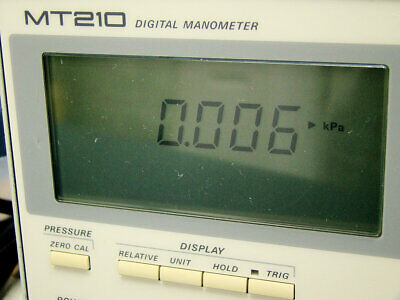 MT210 DIGITAL MANOMETER
0.006 kPa
PRESSURE
ZERO CAL
DISPLAY
RELATIVE UNIT HOLD TRIG